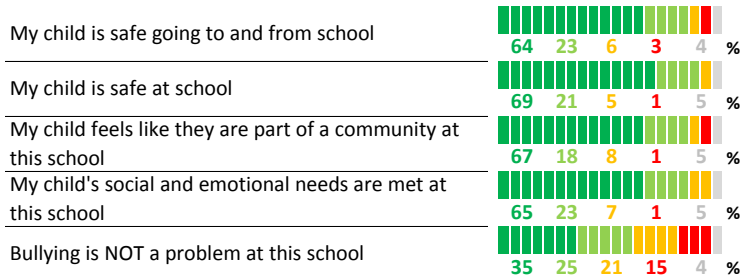 My child is safe going to and from school
64 23 6 3 4 %
My child is safe at school
69 21 5 1 5 %
My child feels like they are part of a community at
this school
67 18 8 1 5 %
My child's social and emotional needs are met at
this school
65 23 7 1 5 %
Bullying is NOT a problem at this school
35 25 21 15 4 %